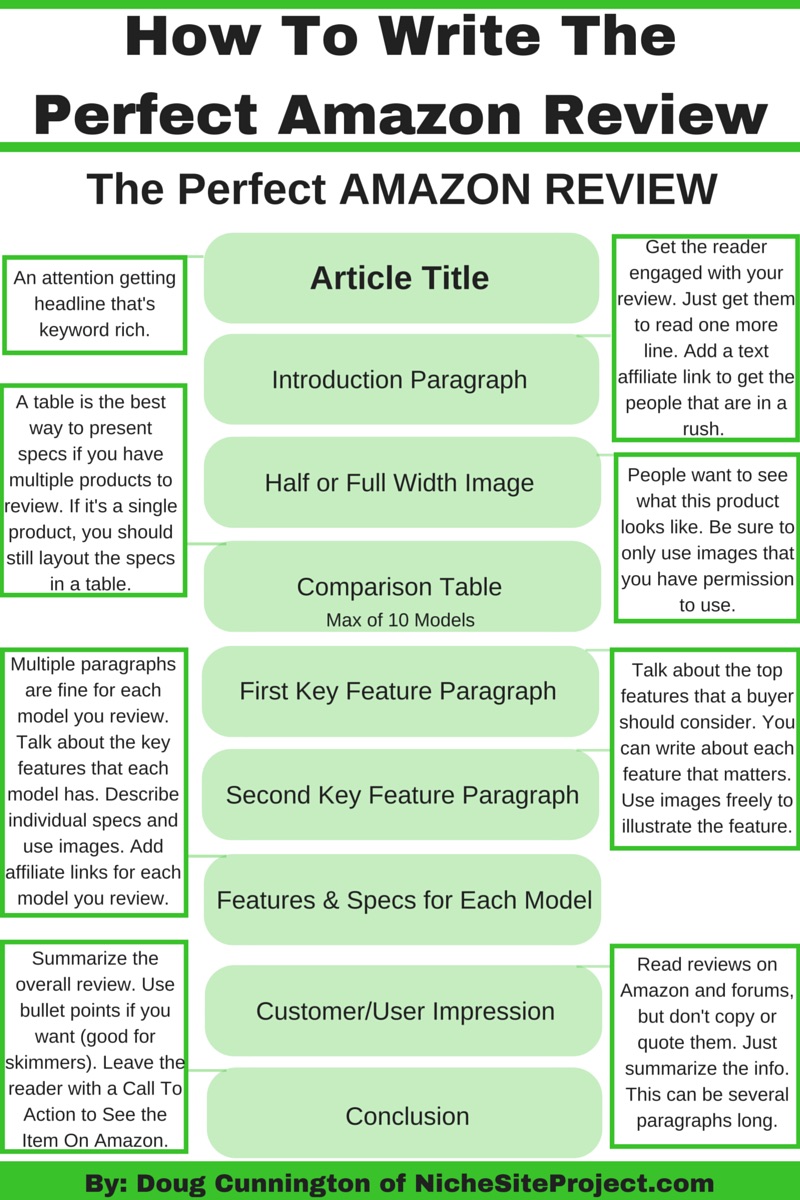 How To Write The
Perfect Amazon Review
The Perfect AMAZON REVIEW
Article Title
An attention getting
headline that's
keyword rich.
Introduction Paragraph
Get the reader
engaged with your
review. Just get them
to read one more
line. Add a text
affiliate link to get the
people that are in a
rush.
Half or Full Width Image
People want to see
what this product
looks like. Be sure to
only use images that
you have permission
to use.
Comparison Table
Max of 10 Models
A table is the best
way to present
specs if you have
multiple products to
review. If it's a single
product, you should
still layout the specs
in a table.
First Key Feature Paragraph
Second Key Feature Paragraph
Talk about the top
features that a buyer
should consider. You
can write about each
feature that matters.
Use images freely to
illustrate the feature.
Features & Specs for Each Model
Multiple paragraphs
are fine for each
model you review.
Talk about the key
features that each
model has. Describe
individual specs and
use images. Add
affiliate links for each
model you review.
Customer/User Impression
Read reviews on
Amazon and forums,
but don't copy or
quote them. Just
summarize the info.
This can be several
paragraphs long.
Conclusion
Summarize the
overall review. Use
bullet points if you
want (good for
skimmers). Leave the
reader with a Call To
Action to See the
Item On Amazon.
By: Doug Cunnington of NicheSiteProject.com